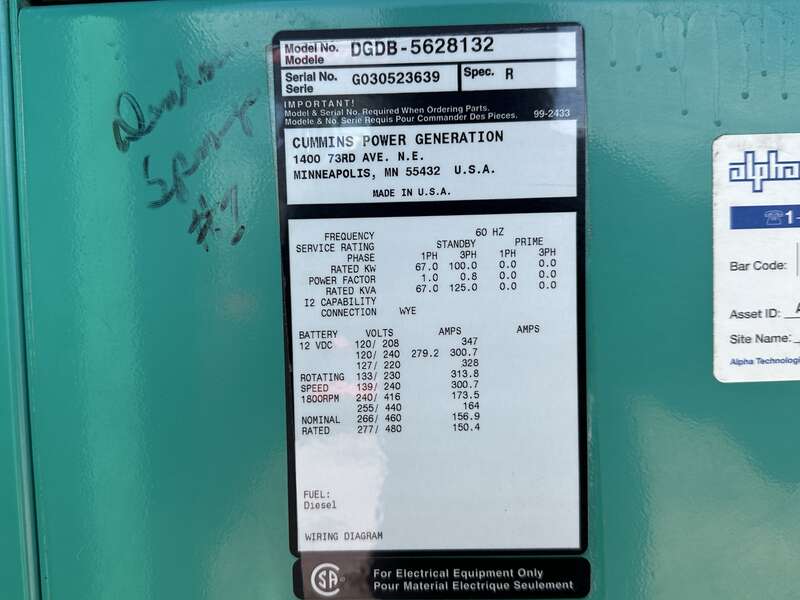 Model No. DGDB-5628132
Modele
Serial No. G030523639 Spec. R
Serie
IMPORTANT!
Model & Serial No. Required When Ordering Parts.
Modele & No. Serie Requis Pour Commander Des Pieces. 99-2433
CUMMINS POWER GENERATION
1400 73RD AVE. N.E.
MINNEAPOLIS, MN 55432 U.S.A.
MADE IN U.S.A.
FREQUENCY 60 HZ
SERVICE RATING STANDBY PRIME
PHASE 1PH 3PH 1PH 3PH
RATED KW 67.0 100.0 0.0 0.0
POWER FACTOR 1.0 0.8 0.0 0.0
RATED KVA 67.0 125.0 0.0 0.0
I2 CAPABILITY
CONNECTION WYE
BATTERY VOLTS AMPS AMPS
12 VDC 120/ 208 347
120/ 240 279.2 300.7
127/ 220 328
ROTATING 133/ 230 313.8
SPEED 139/ 240 300.7
1800RPM 240/ 416 173.5
255/ 440 164
NOMINAL 266/ 460 156.9
RATED 277/ 480 150.4
FUEL:
Diesel
WIRING DIAGRAM
CSA
For Electrical Equipment Only
Pour Material Electrique Seulement
alpha
1-
Bar Code:
Asset ID: A
Site Name:
Alpha Technologi
Springs